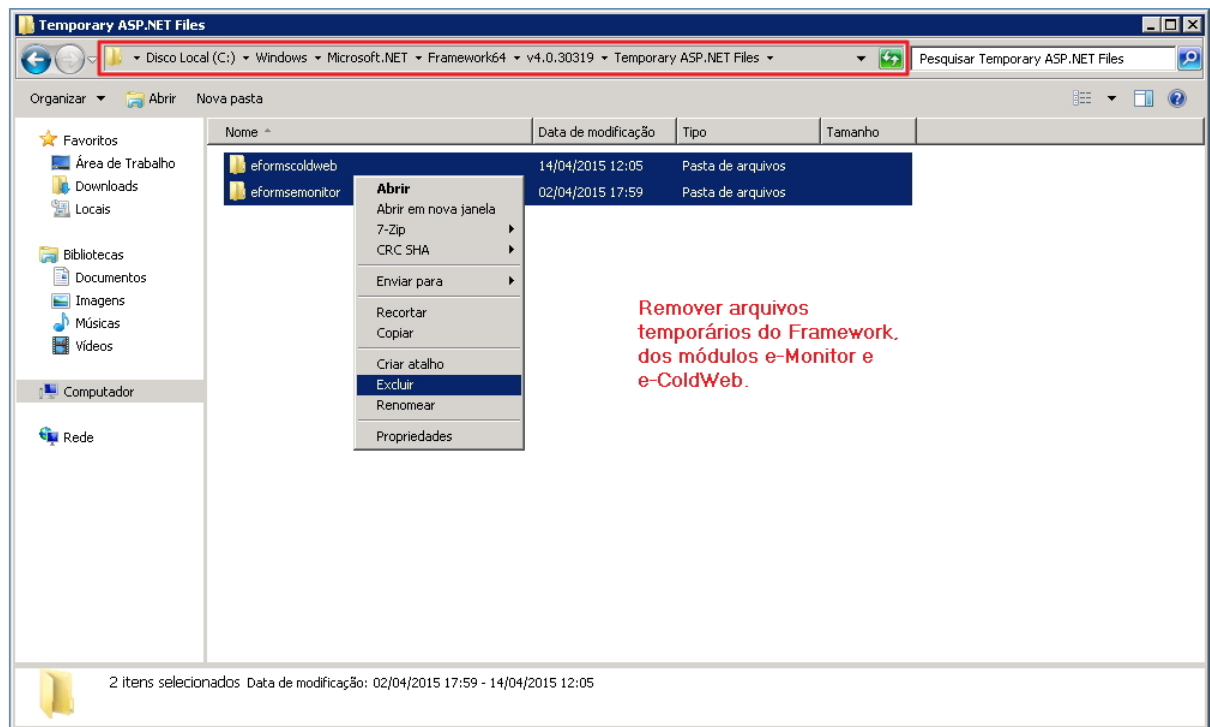 Temporary ASP.NET Files
Disco Local (C:) Windows Microsoft.NET Framework64 v4.0.30319 Temporary ASP.NET Files
Pesquisar Temporary ASP.NET Files
Organizar Abrir Nova pasta
Nome Data de modificação Tipo Tamanho
Favoritos
Área de Trabalho
Downloads
Locais
Bibliotecas
Documentos
Imagens
Músicas
Vídeos
Computador
Rede
eformscoldweb 14/04/2015 12:05 Pasta de arquivos
eformsemonitor 02/04/2015 17:59 Pasta de arquivos
Abrir
Abrir em nova janela
7-Zip
CRC SHA
Enviar para
Recortar
Copiar
Criar atalho
Excluir
Renomear
Propriedades
Remover arquivos
temporários do Framework,
dos módulos e-Monitor e
e-ColdWeb.
2 itens selecionados Data de modificação: 02/04/2015 17:59 - 14/04/2015 12:05